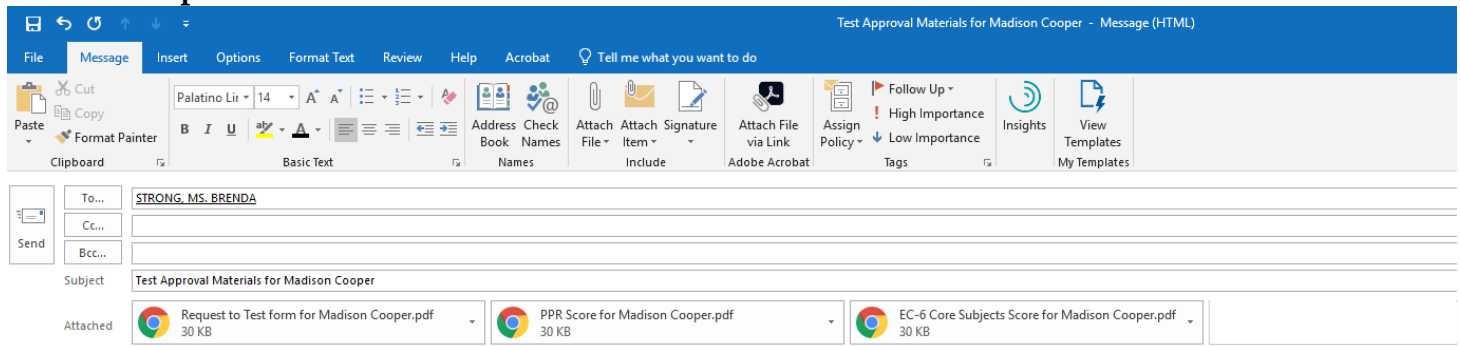 Test Approval Materials for Madison Cooper - Message (HTML)
File Message Insert Options Format Text Review Help Acrobat Tell me what you want to do
Paste
Cut
Copy
Format Painter
Clipboard
Palatino Lir 14
B I U
Basic Text
Address Book
Check Names
Names
Attach File
Attach Item
Signature
Include
Attach File via Link
Adobe Acrobat
Assign Policy
Follow Up
High Importance
Low Importance
Tags
Insights
View Templates
My Templates
Send
To... STRONG, MS. BRENDA
Cc...
Bcc...
Subject Test Approval Materials for Madison Cooper
Attached
Request to Test form for Madison Cooper.pdf
30 KB
PPR Score for Madison Cooper.pdf
30 KB
EC-6 Core Subjects Score for Madison Cooper.pdf
30 KB